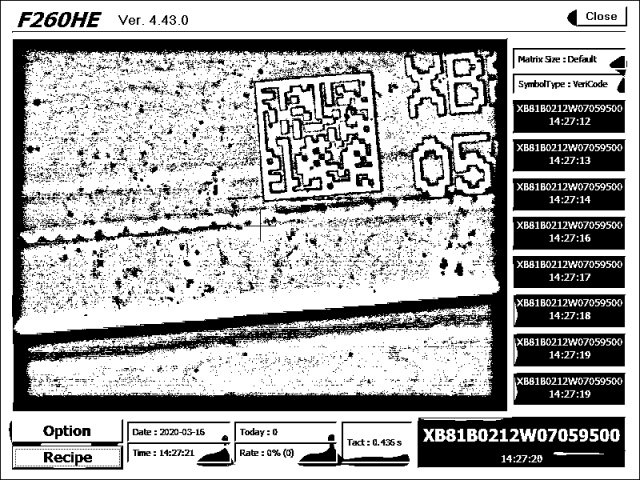 F260HE Ver. 4.43.0
Close
XB
05
Matrix Size : Default
SymbolType : VeriCode
XB81B0212W07059500
14:27:12
XB81B0212W07059500
14:27:13
XB81B0212W07059500
14:27:14
XB81B0212W07059500
14:27:16
XB81B0212W07059500
14:27:17
XB81B0212W07059500
14:27:18
XB81B0212W07059500
14:27:19
XB81B0212W07059500
14:27:19
Option
Recipe
Date : 2020-03-16
Time : 14:27:21
Today : 0
Rate : 0% (0)
Tact : 0.436 s
XB81B0212W07059500
14:27:20